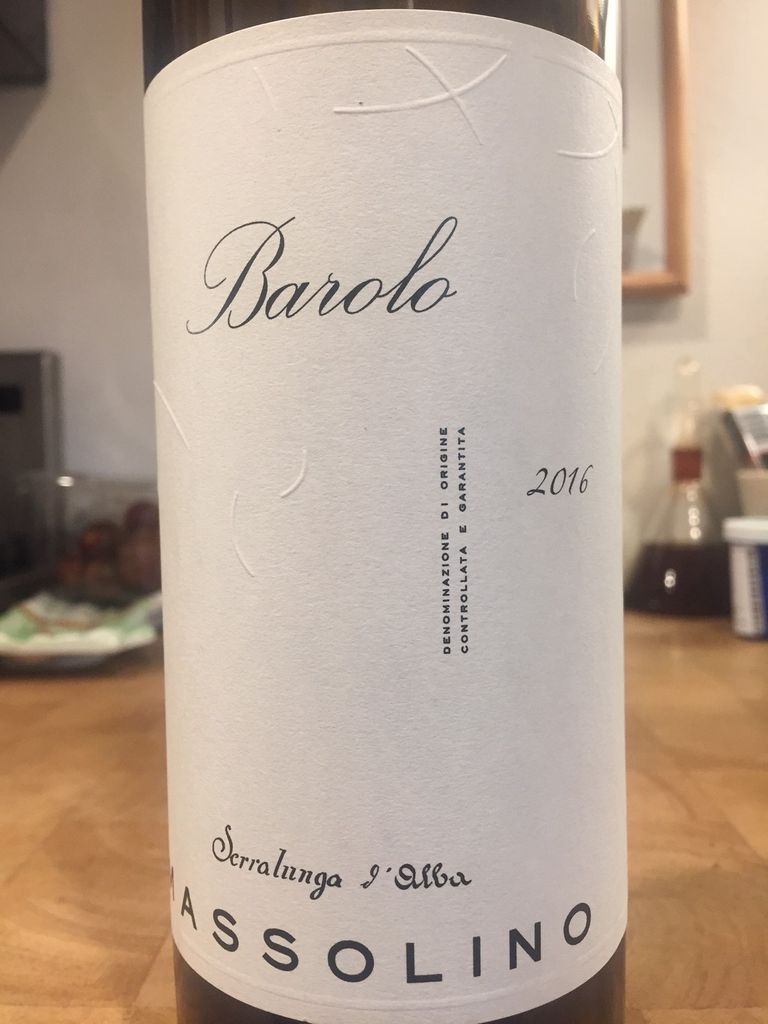 Barolo
DENOMINAZIONE DI ORIGINE
CONTROLLATA E GARANTITA
2016
Serralunga d'Alba
MASSOLINO